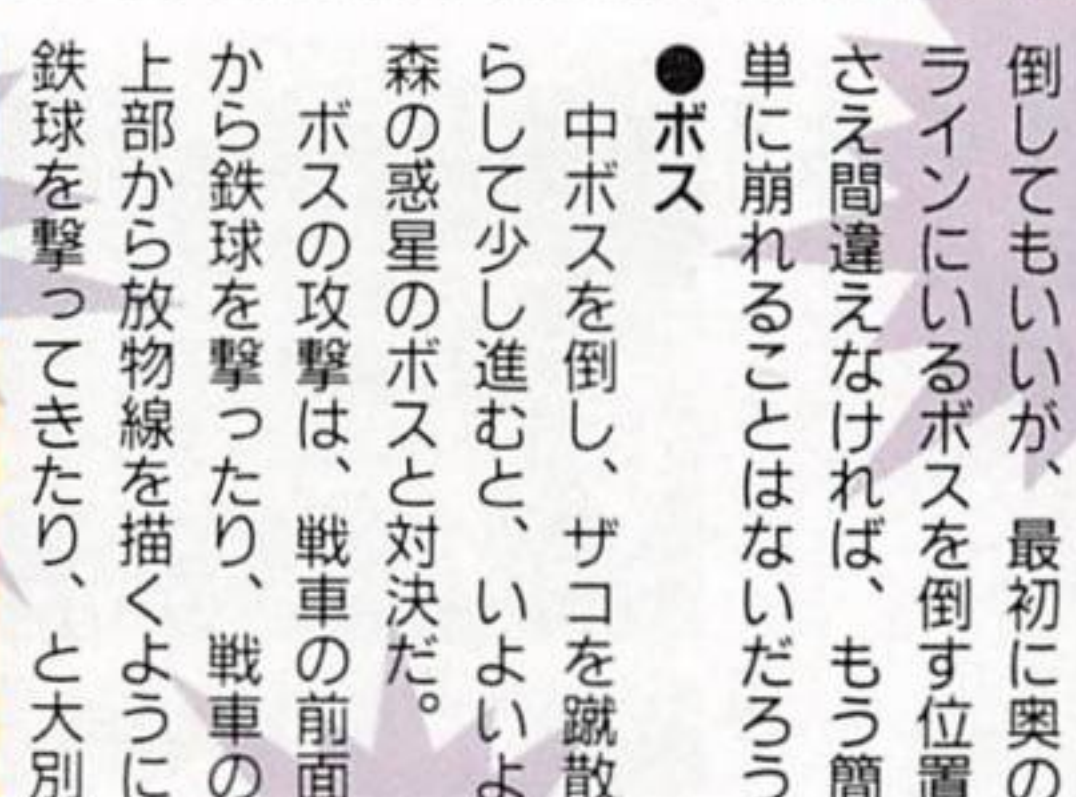 倒してもいいが、最初に奥の
ラインにいるボスを倒す位置
さえ間違えなければ、もう簡
単に崩れることはないだろう
●ボス
中ボスを倒し、ザコを蹴散
らして少し進むと、いよいよ
森の惑星のボスと対決だ。
ボスの攻撃は、戦車の前面
から鉄球を撃ったり、戦車の
上部から放物線を描くように
鉄球を撃ってきたり、と大別